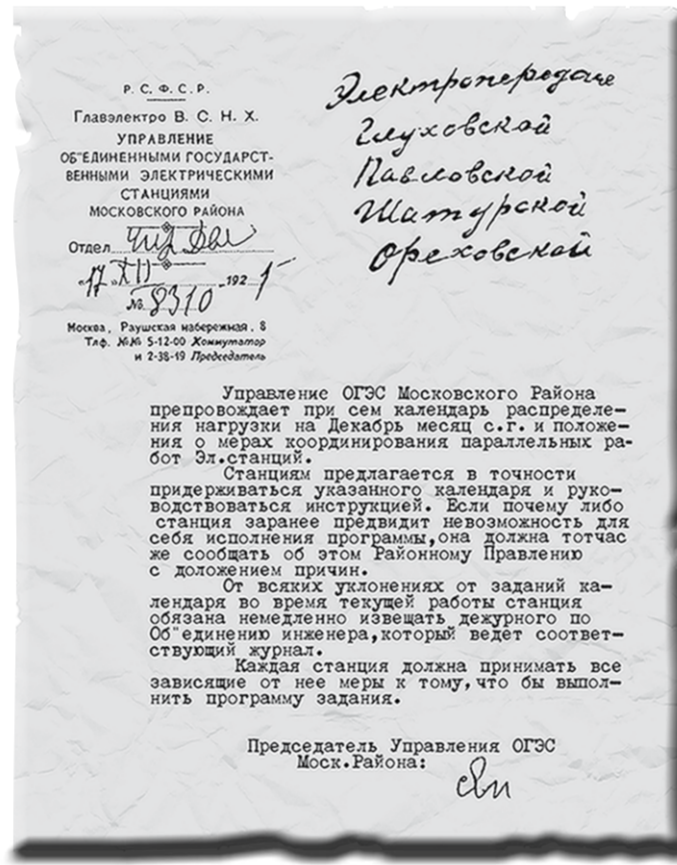 Р. С. Ф. С. Р.
Главэлектро В. С. Н. Х.
УПРАВЛЕНИЕ
ОБ"ЕДИНЕННЫМИ ГОСУДАРСТ-
ВЕННЫМИ ЭЛЕКТРИЧЕСКИМИ
СТАНЦИЯМИ
МОСКОВСКОГО РАЙОНА
Отдел
"17" XII 1921
№ 8310
Москва, Раушская набережная, 8
Тлф. №№ 5-12-00 Коммутатор
и 2-38-19 Председатель
Электропередаче
Глуховской
Павловской
Шатурской
Ореховской
Управление ОГЭС Московского Района
препровождает при сем календарь распределе-
ния нагрузки на Декабрь месяц с.г. и положе-
ния о мерах координирования параллельных ра-
бот Эл.станций.
Станциям предлагается в точности
придерживаться указанного календаря и руко-
водствоваться инструкцией. Если почему либо
станция заранее предвидит невозможность для
себя исполнения программы,она должна тотчас
же сообщать об этом Районному Правлению
с доложением причин.
От всяких уклонений от заданий ка-
лендаря во время текущей работы станция
обязана немедленно извещать дежурного по
Об"единению инженера,который ведет соответ-
ствующий журнал.
Каждая станция должна принимать все
зависящие от нее меры к тому,что бы выпол-
нить программу задания.
Председатель Управления ОГЭС
Моск.Района: